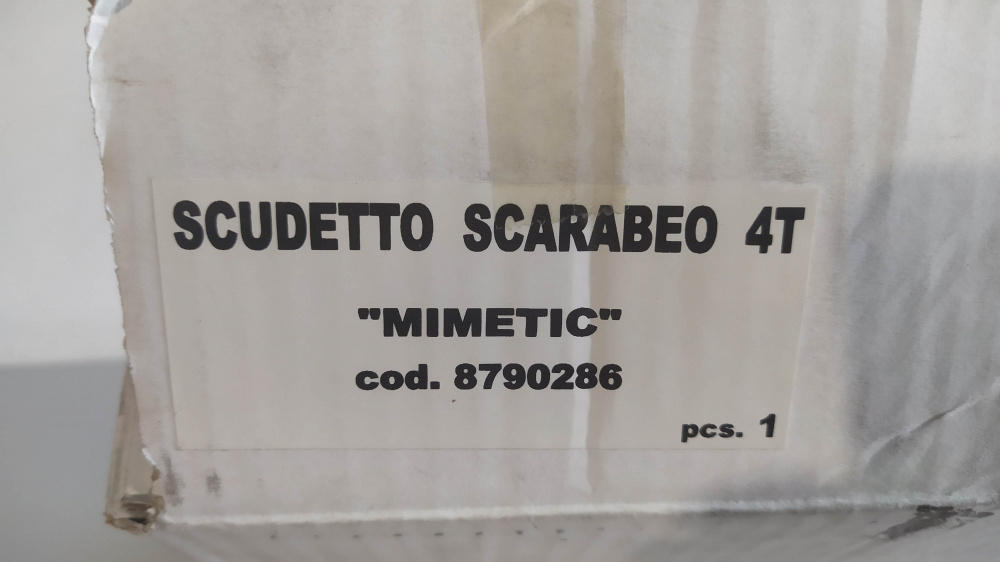 SCUDETTO SCARABEO 4T
"MIMETIC"
cod. 8790286
pcs. 1